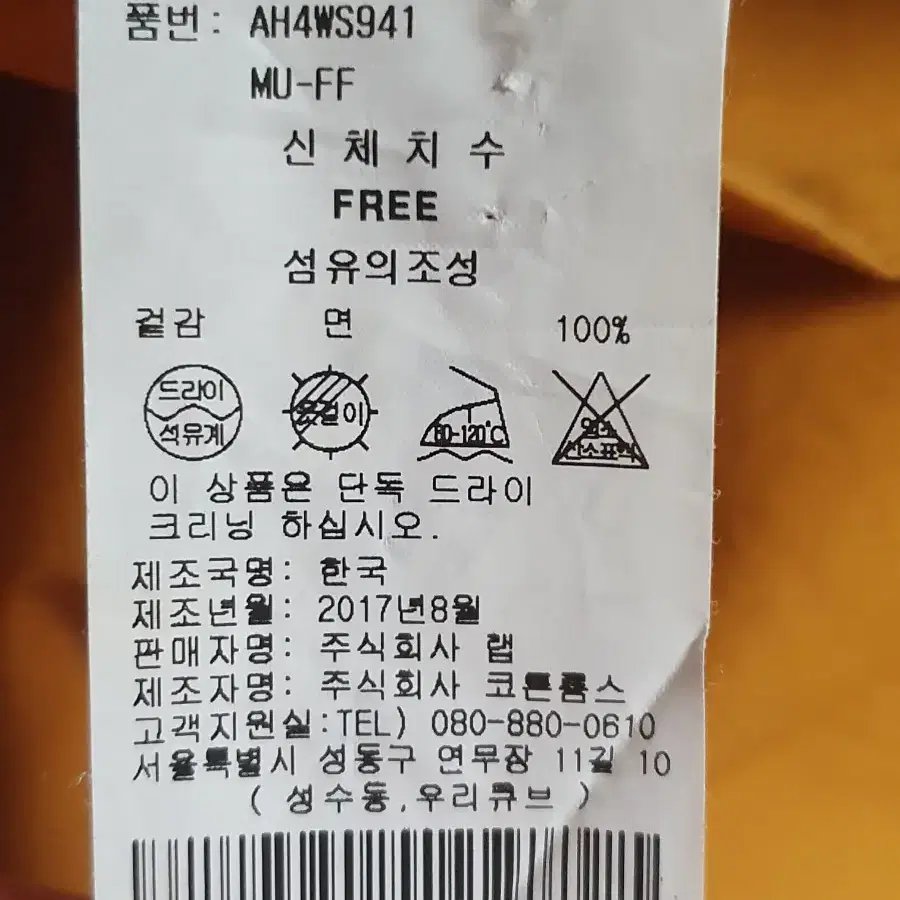 품번: AH4WS941
MU-FF
신체치수
FREE
섬유의조성
겉감 면 100%
드라이
석유계
옷걸이
80-120℃
산소표백
이 상품은 단독 드라이
크리닝 하십시오.
제조국명: 한국
제조년월: 2017년8월
판매자명: 주식회사 랩
제조자명: 주식회사 코튼폼스
고객지원실:TEL) 080-880-0610
서울특별시 성동구 연무장 11길 10
( 성수동,우리큐브 )